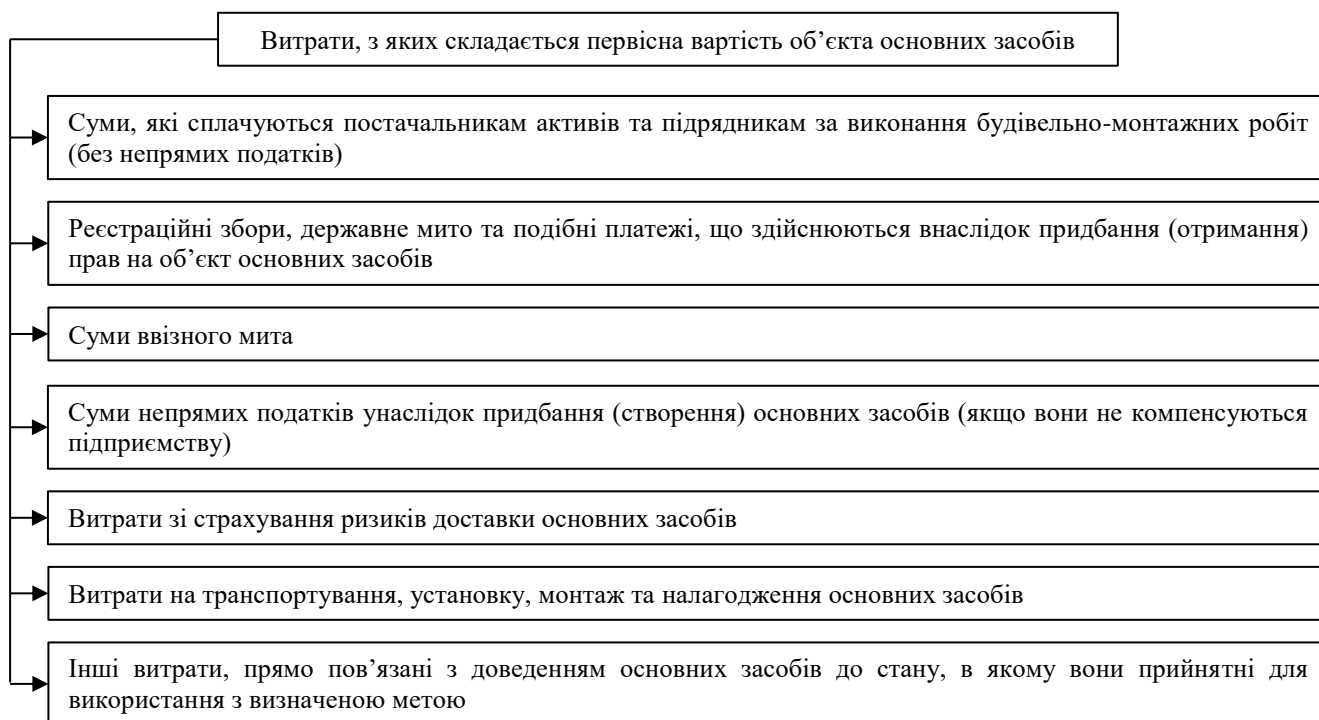 Витрати, з яких складається первісна вартість об’єкта основних засобів
Суми, які сплачуються постачальникам активів та підрядникам за виконання будівельно-монтажних робіт
(без непрямих податків)
Реєстраційні збори, державне мито та подібні платежі, що здійснюються внаслідок придбання (отримання)
прав на об’єкт основних засобів
Суми ввізного мита
Суми непрямих податків унаслідок придбання (створення) основних засобів (якщо вони не компенсуються
підприємству)
Витрати зі страхування ризиків доставки основних засобів
Витрати на транспортування, установку, монтаж та налагодження основних засобів
Інші витрати, прямо пов’язані з доведенням основних засобів до стану, в якому вони прийнятні для
використання з визначеною метою